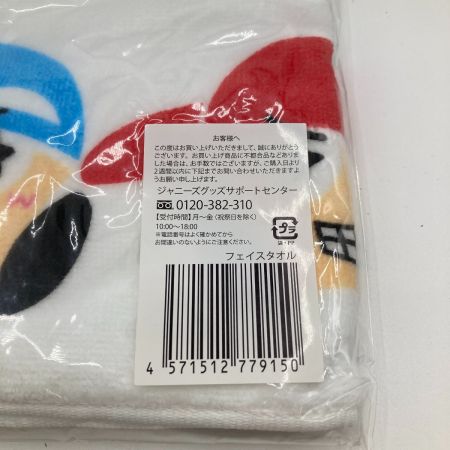 お客様へ
この度はお買い上げいただきまして、誠にありがとう
ございます。お買い上げ商品に不都合品などありま
した場合は、お手数ではございますが、ご購入日より
2週間以内に下記までお問い合わせいただきますよ
うお願い申し上げます。
ジャニーズグッズサポートセンター
0120-382-310
【受付時間】月〜金(祝祭日を除く)
10:00〜18:00
※電話番号はよく確かめてから
お間違いのないようにご注意ください。
プラ
袋・PP
フェイスタオル
4 571512 779150